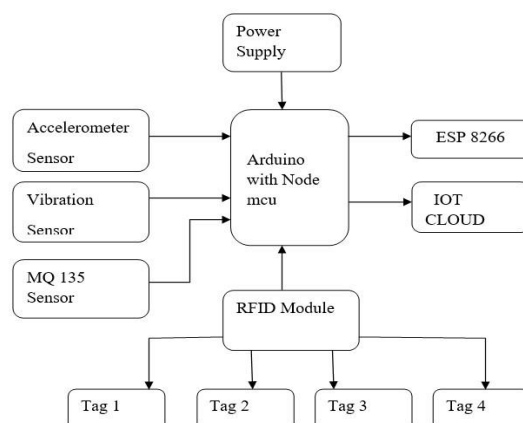 Power
Supply
Accelerometer
Sensor
Arduino
with Node
mcu
ESP 8266
Vibration
Sensor
IOT
CLOUD
MQ 135
Sensor
RFID Module
Tag 1
Tag 2
Tag 3
Tag 4